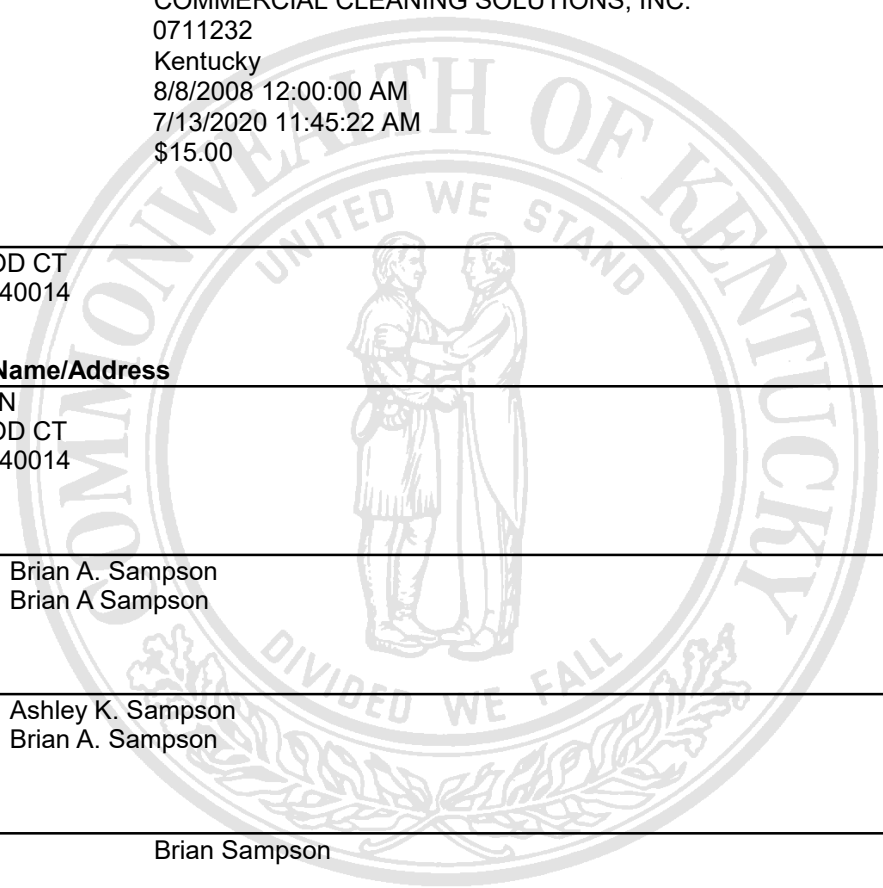 COMMERCIAL CLEANING SOLUTIONS, INC.
0711232
Kentucky
8/8/2008 12:00:00 AM
7/13/2020 11:45:22 AM
$15.00
COMMONWEALTH OF KENTUCKY
UNITED WE STAND
DIVIDED WE FALL
OD CT
40014
Name/Address
N
OD CT
40014
Brian A. Sampson
Brian A Sampson
Ashley K. Sampson
Brian A. Sampson
Brian Sampson